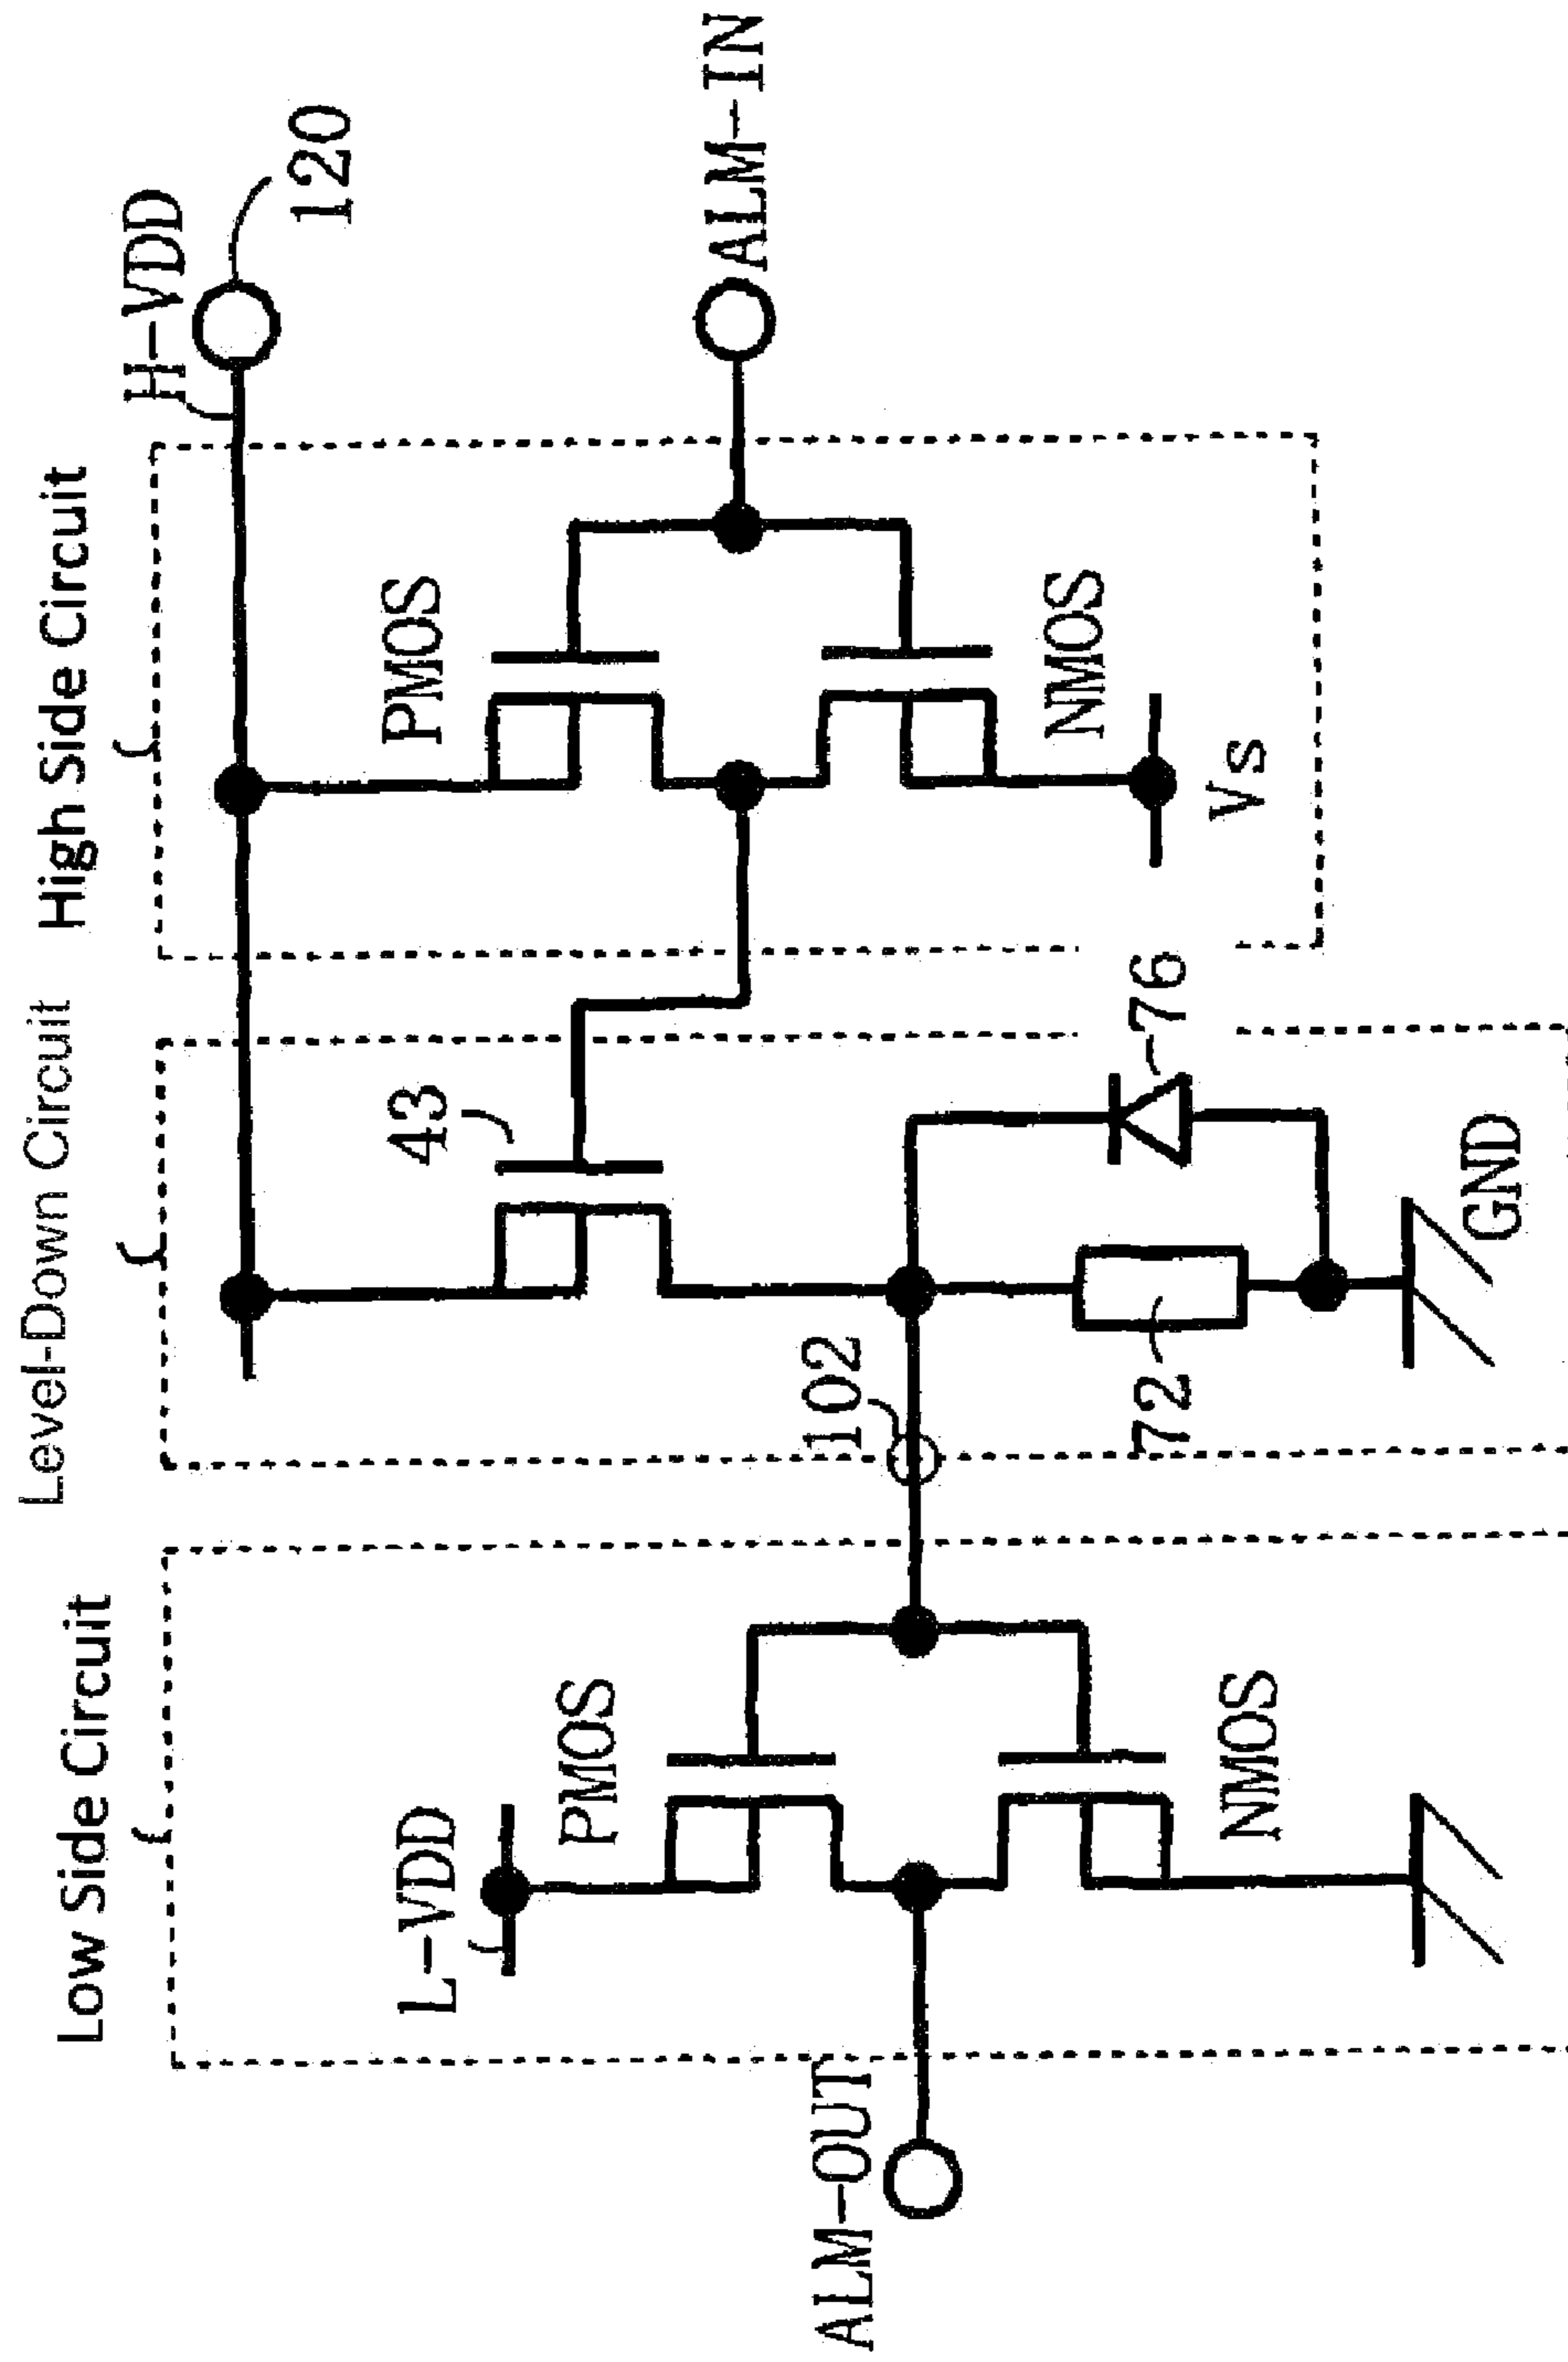 Low Side Circuit
Level-Down Circuit
High Side Circuit
H-VDD
120
L-VDD
PMOS
43
PMOS
ALM-OUT
102
ALM-IN
NMOS
72
76
NMOS
Vs
GND